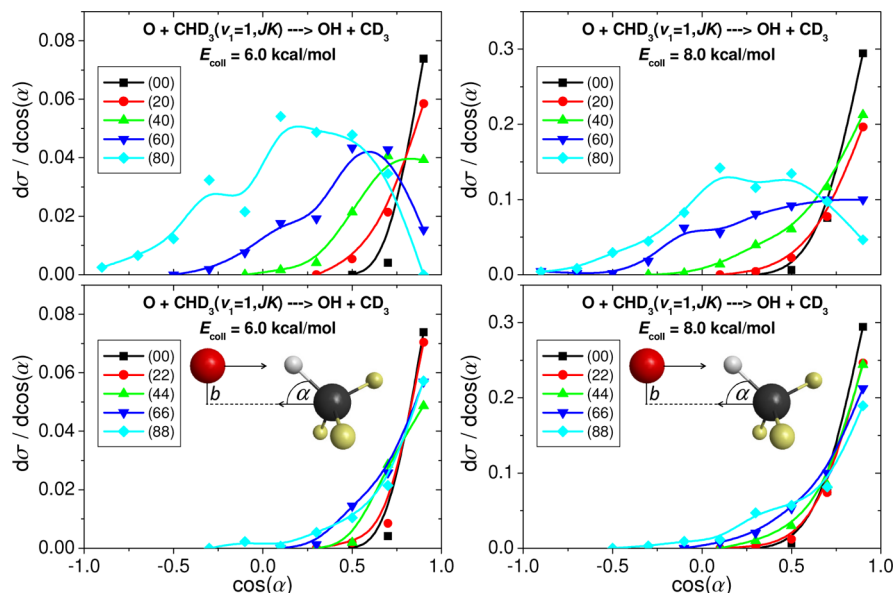 O + CHD3(v1=1,JK) ---> OH + CD3
Ecoll = 6.0 kcal/mol
dσ / dcos(α)
0.08
0.06
0.04
0.02
0.00
(00)
(20)
(40)
(60)
(80)
O + CHD3(v1=1,JK) ---> OH + CD3
Ecoll = 8.0 kcal/mol
dσ / dcos(α)
0.3
0.2
0.1
0.0
(00)
(20)
(40)
(60)
(80)
O + CHD3(v1=1,JK) ---> OH + CD3
Ecoll = 6.0 kcal/mol
dσ / dcos(α)
0.08
0.06
0.04
0.02
0.00
(00)
(22)
(44)
(66)
(88)
b
α
-1.0 -0.5 0.0 0.5
cos(α)
O + CHD3(v1=1,JK) ---> OH + CD3
Ecoll = 8.0 kcal/mol
dσ / dcos(α)
0.3
0.2
0.1
0.0
(00)
(22)
(44)
(66)
(88)
b
α
-1.0 -0.5 0.0 0.5 1.0
cos(α)